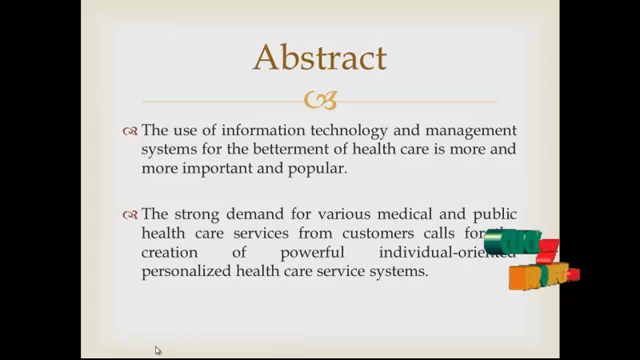 Abstract
The use of information technology and management
systems for the betterment of health care is more and
more important and popular.
The strong demand for various medical and public
health care services from customers calls for
creation of powerful individual-oriented
personalized health care service systems.